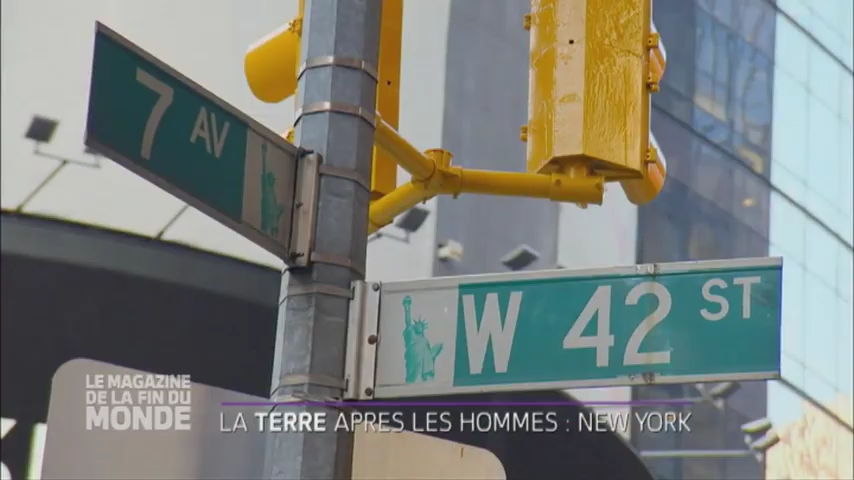 7 AV
W 42 ST
LE MAGAZINE
DE LA FIN DU
MONDE
LA TERRE APRES LES HOMMES : NEW YORK